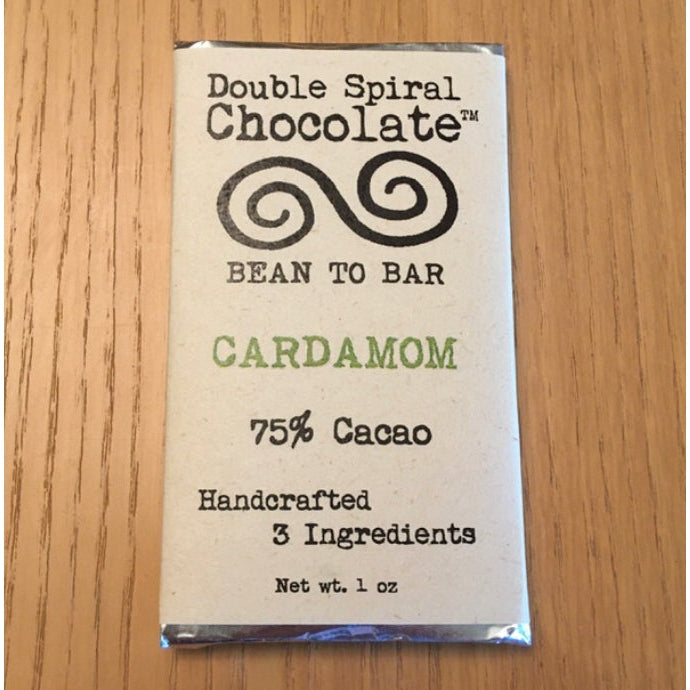 Double Spiral
Chocolate™
BEAN TO BAR
CARDAMOM
75% Cacao
Handcrafted
3 Ingredients
Net wt. 1 oz